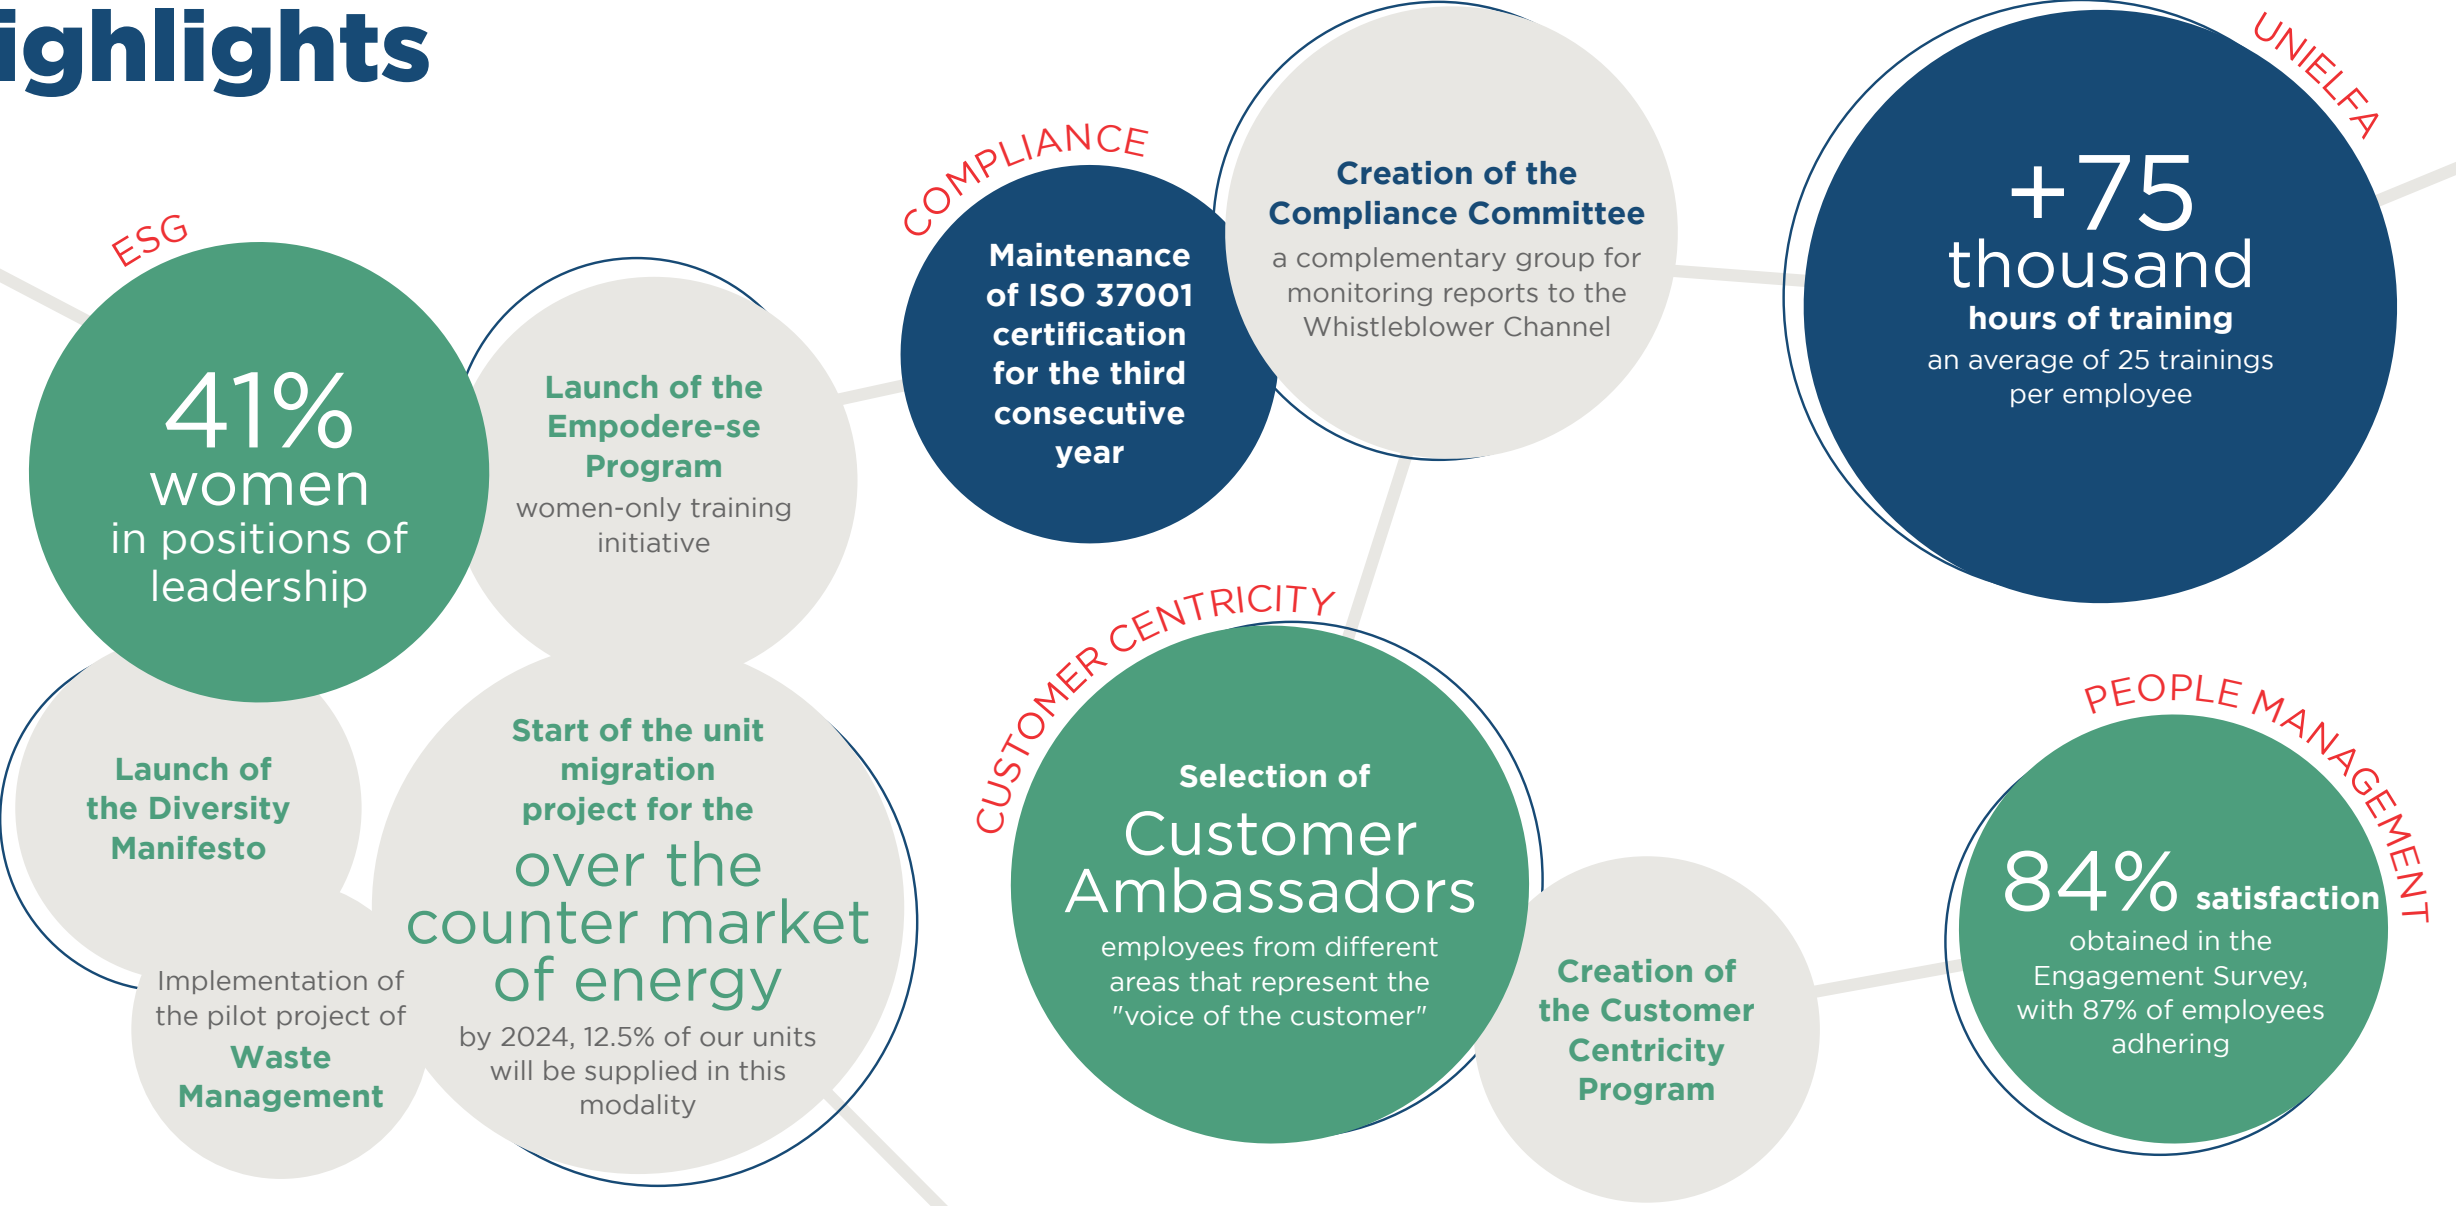 ighlights
ESG
41%
women
in positions of
leadership
Launch of the
Empodere-se
Program
women-only training
initiative
Launch of
the Diversity
Manifesto
Implementation of
the pilot project of
Waste
Management
Start of the unit
migration
project for the
over the
counter market
of energy
by 2024, 12.5% of our units
will be supplied in this
modality
COMPLIANCE
Maintenance
of ISO 37001
certification
for the third
consecutive
year
Creation of the
Compliance Committee
a complementary group for
monitoring reports to the
Whistleblower Channel
UNIELFA
+75
thousand
hours of training
an average of 25 trainings
per employee
CUSTOMER CENTRICITY
Selection of
Customer
Ambassadors
employees from different
areas that represent the
"voice of the customer"
Creation of
the Customer
Centricity
Program
PEOPLE MANAGEMENT
84% satisfaction
obtained in the
Engagement Survey,
with 87% of employees
adhering